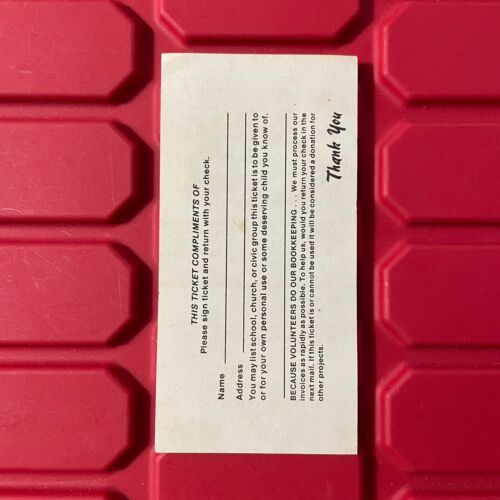 THIS TICKET COMPLIMENTS OF
Please sign ticket and return with your check.
Name
Address
You may list school, church, or civic group this ticket is to be given to
or for your own personal use or some deserving child you know of.
BECAUSE VOLUNTEERS DO OUR BOOKKEEPING . . . We must process our
invoices as rapidly as possible. To help us, would you return your check in the
next mail. If this ticket is or cannot be used it will be considered a donation for
other projects.
Thank You